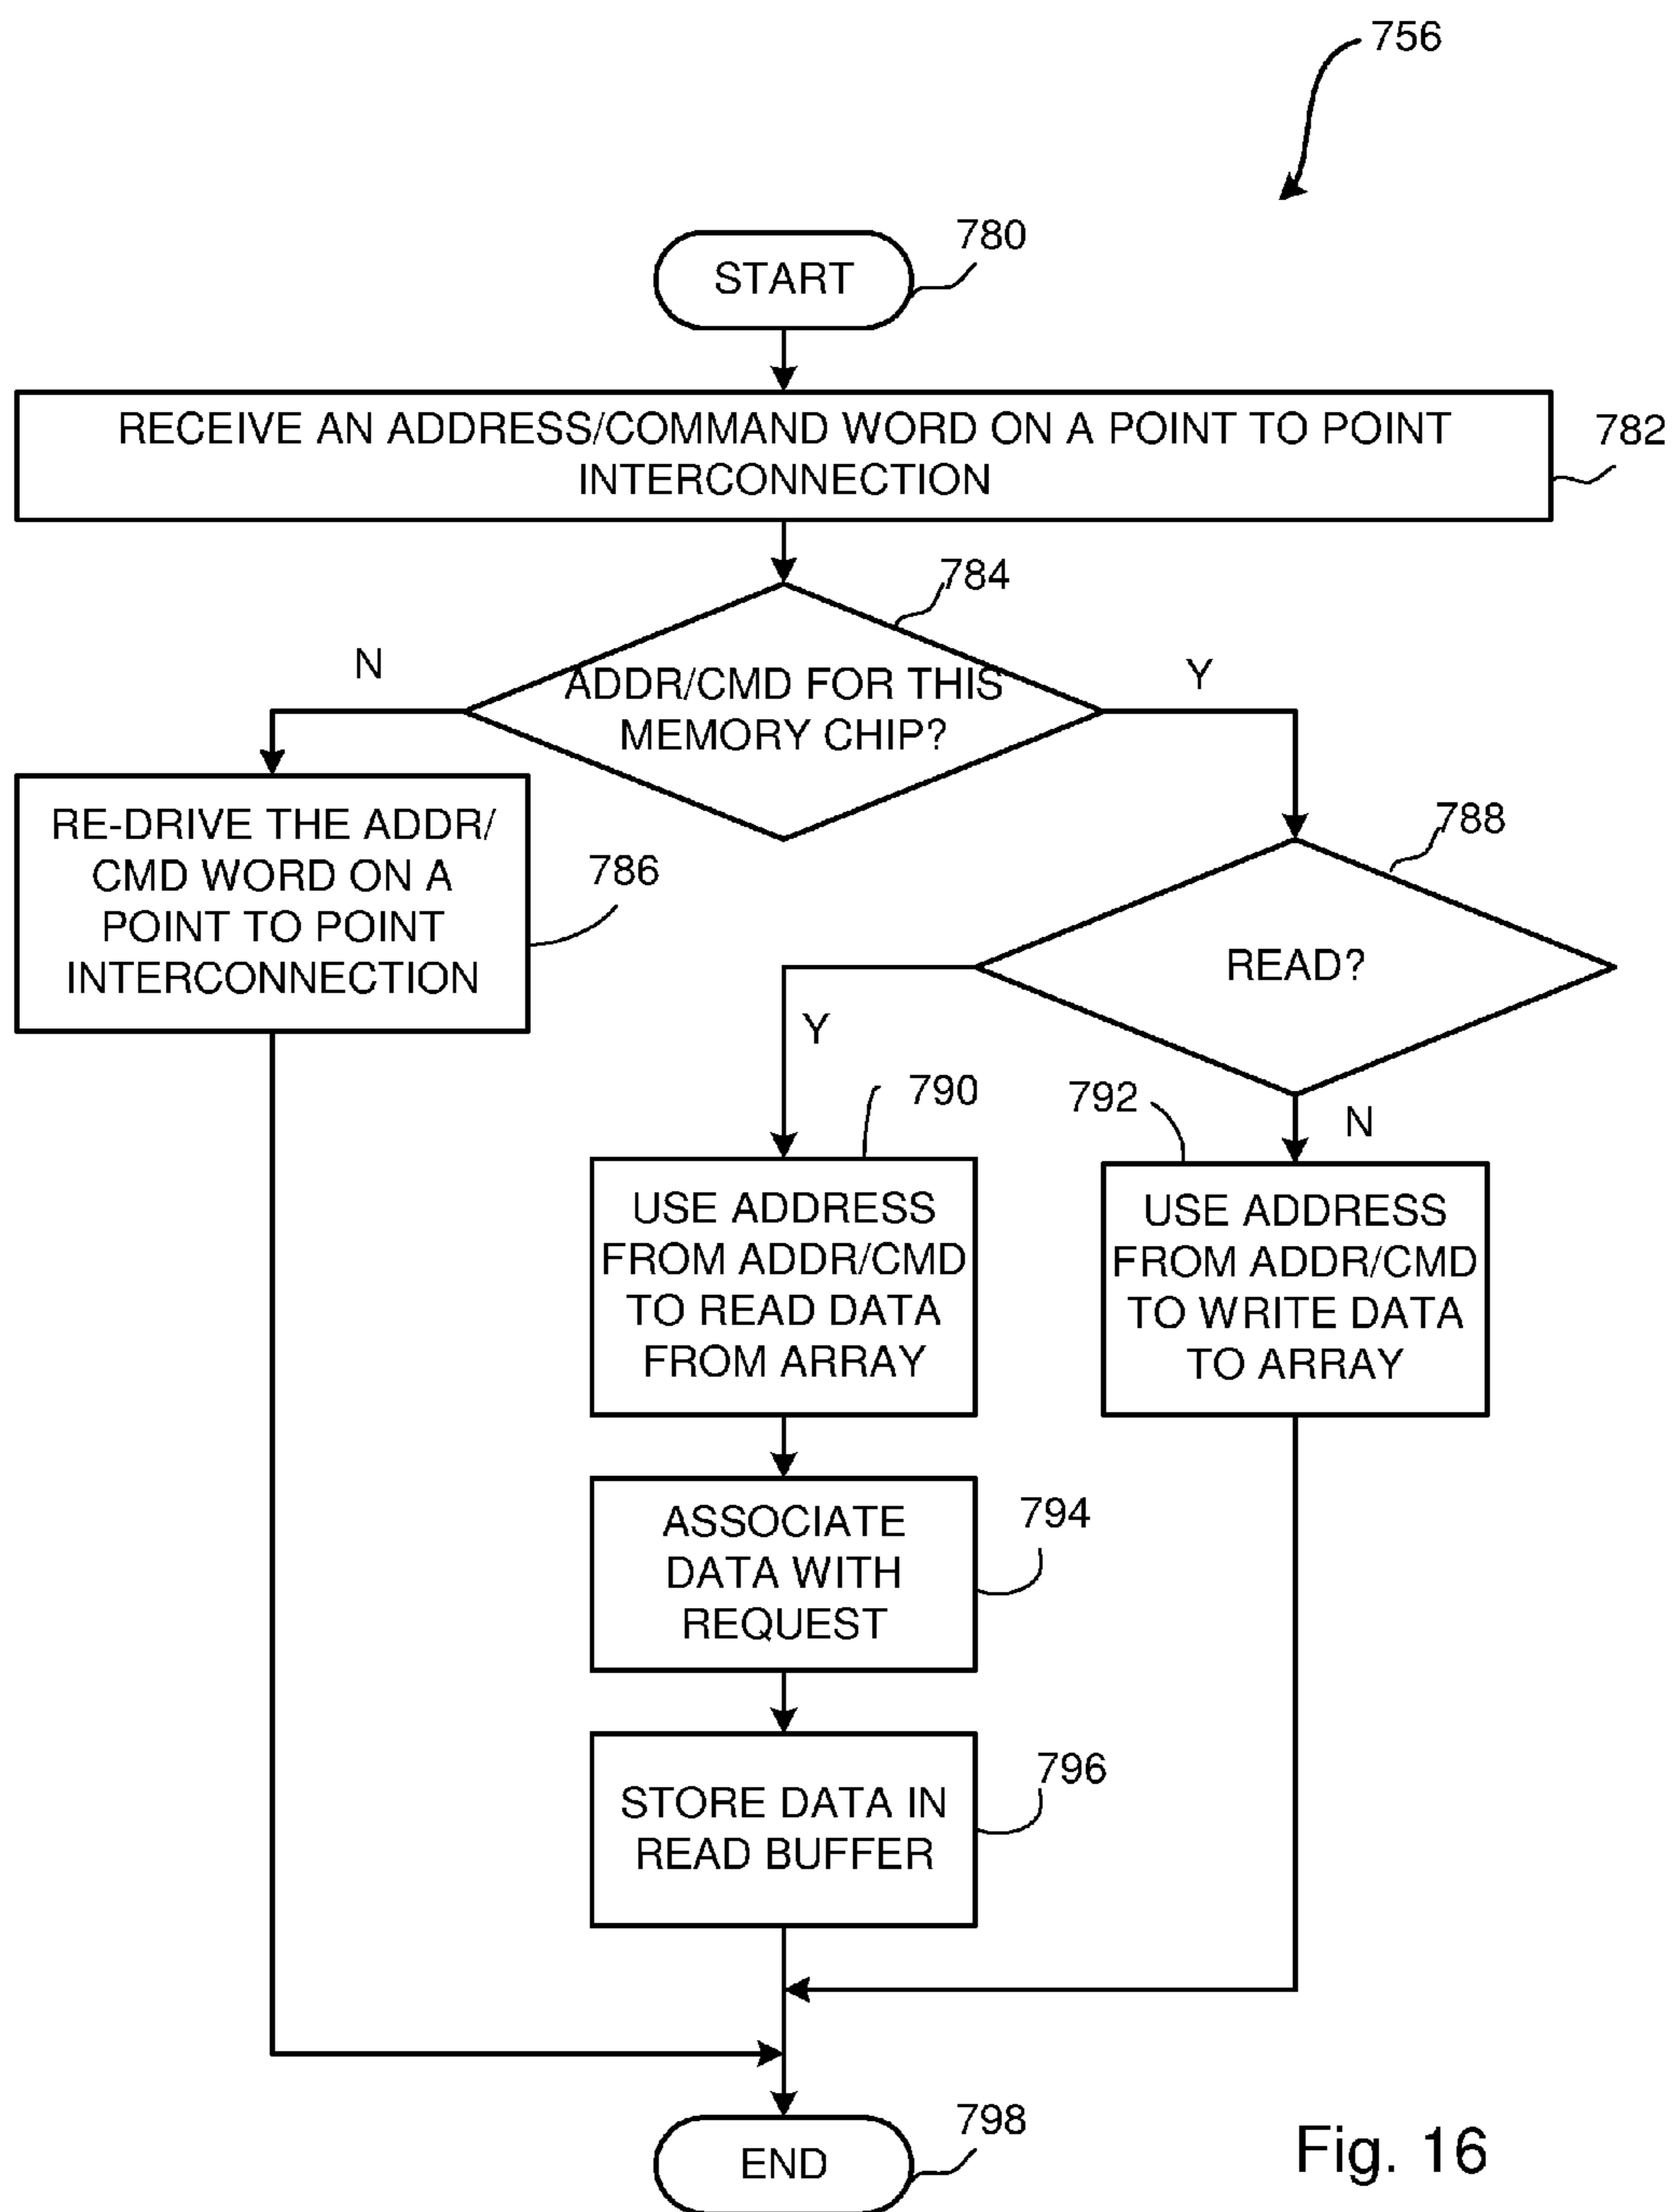 756
780
START
RECEIVE AN ADDRESS/COMMAND WORD ON A POINT TO POINT
INTERCONNECTION
782
784
N
ADDR/CMD FOR THIS
MEMORY CHIP?
Y
RE-DRIVE THE ADDR/
CMD WORD ON A
POINT TO POINT
INTERCONNECTION
786
788
READ?
Y
N
790
USE ADDRESS
FROM ADDR/CMD
TO READ DATA
FROM ARRAY
792
USE ADDRESS
FROM ADDR/CMD
TO WRITE DATA
TO ARRAY
ASSOCIATE
DATA WITH
REQUEST
794
STORE DATA IN
READ BUFFER
796
798
END
Fig. 16